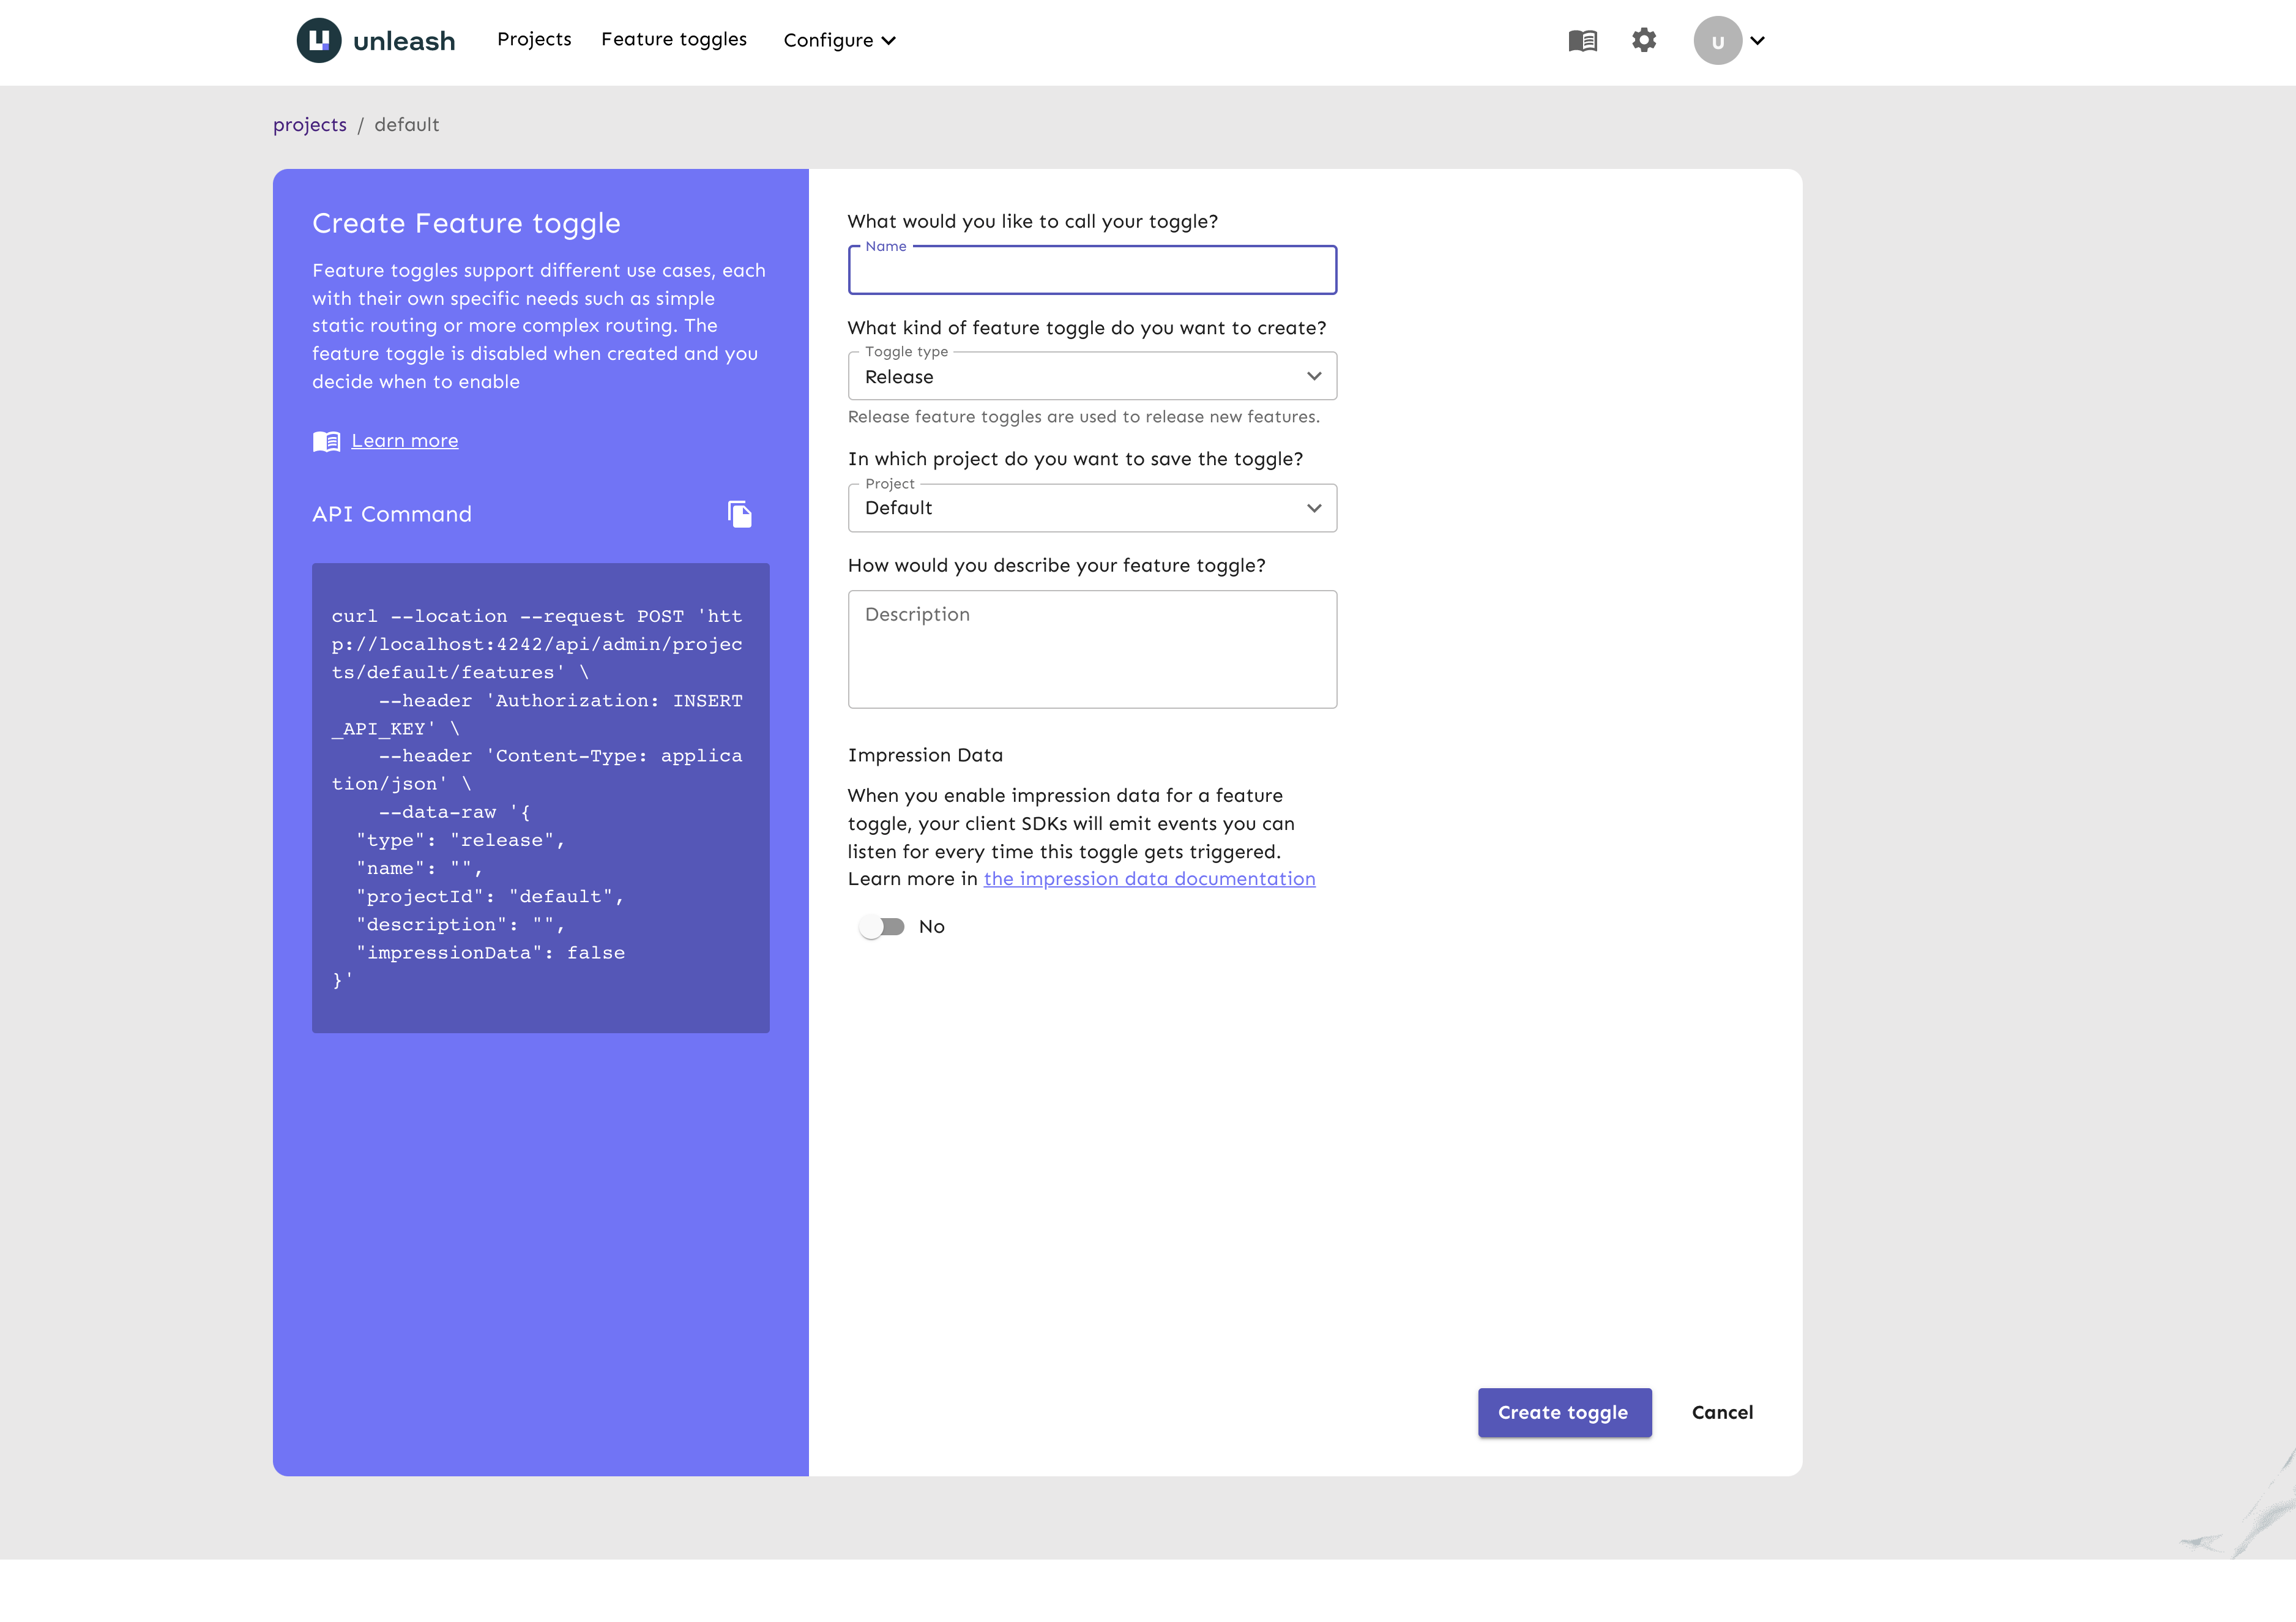 unleash
Projects
Feature toggles
Configure
u
projects / default
Create Feature toggle
Feature toggles support different use cases, each
with their own specific needs such as simple
static routing or more complex routing. The
feature toggle is disabled when created and you
decide when to enable
Learn more
API Command
curl --location --request POST 'htt
p://localhost:4242/api/admin/projec
ts/default/features' \
    --header 'Authorization: INSERT
_API_KEY' \
    --header 'Content-Type: applica
tion/json' \
    --data-raw '{
  "type": "release",
  "name": "",
  "projectId": "default",
  "description": "",
  "impressionData": false
}'
What would you like to call your toggle?
Name
What kind of feature toggle do you want to create?
Toggle type
Release
Release feature toggles are used to release new features.
In which project do you want to save the toggle?
Project
Default
How would you describe your feature toggle?
Description
Impression Data
When you enable impression data for a feature
toggle, your client SDKs will emit events you can
listen for every time this toggle gets triggered.
Learn more in the impression data documentation
No
Create toggle
Cancel